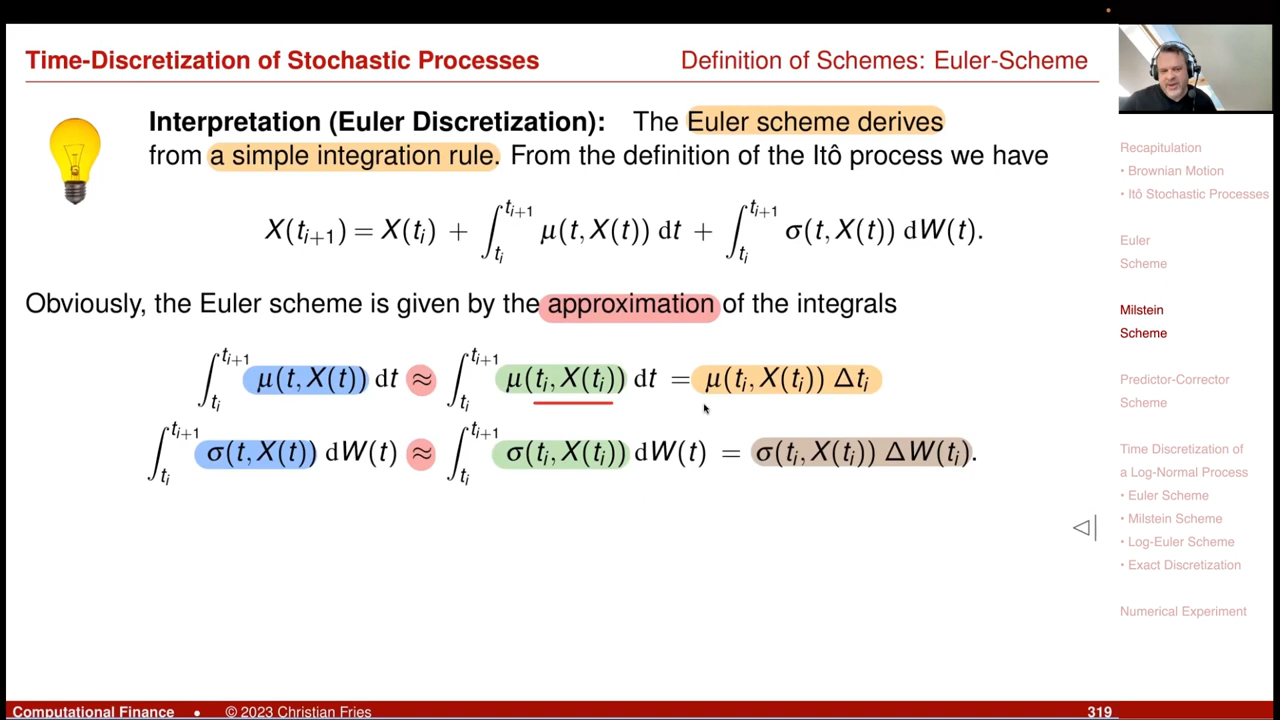 Time-Discretization of Stochastic Processes
Definition of Schemes: Euler-Scheme
Interpretation (Euler Discretization): The Euler scheme derives
from a simple integration rule. From the definition of the Itô process we have
X(t_{i+1}) = X(t_i) + ∫_{t_i}^{t_{i+1}} μ(t, X(t)) dt + ∫_{t_i}^{t_{i+1}} σ(t, X(t)) dW(t).
Obviously, the Euler scheme is given by the approximation of the integrals
∫_{t_i}^{t_{i+1}} μ(t, X(t)) dt ≈ ∫_{t_i}^{t_{i+1}} μ(t_i, X(t_i)) dt = μ(t_i, X(t_i)) Δt_i
∫_{t_i}^{t_{i+1}} σ(t, X(t)) dW(t) ≈ ∫_{t_i}^{t_{i+1}} σ(t_i, X(t_i)) dW(t) = σ(t_i, X(t_i)) ΔW(t_i).
Recapitulation
• Brownian Motion
• Itô Stochastic Processes
Euler
Scheme
Milstein
Scheme
Predictor-Corrector
Scheme
Time Discretization of
a Log-Normal Process
• Euler Scheme
• Milstein Scheme
• Log-Euler Scheme
• Exact Discretization
Numerical Experiment
Computational Finance • © 2023 Christian Fries
319